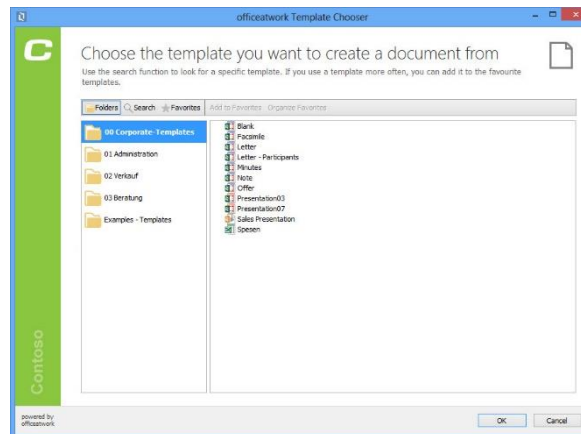 officeatwork Template Chooser
C
Choose the template you want to create a document from
Use the search function to look for a specific template. If you use a template more often, you can add it to the favourite
templates.
Folders Search Favorites Add to Favorites Organize Favorites
00 Corporate-Templates
01 Administration
02 Verkauf
03 Beratung
Examples - Templates
Blank
Facsimile
Letter
Letter - Participants
Minutes
Note
Offer
Presentation03
Presentation07
Sales Presentation
Spesen
Contoso
powered by
officeatwork
OK Cancel